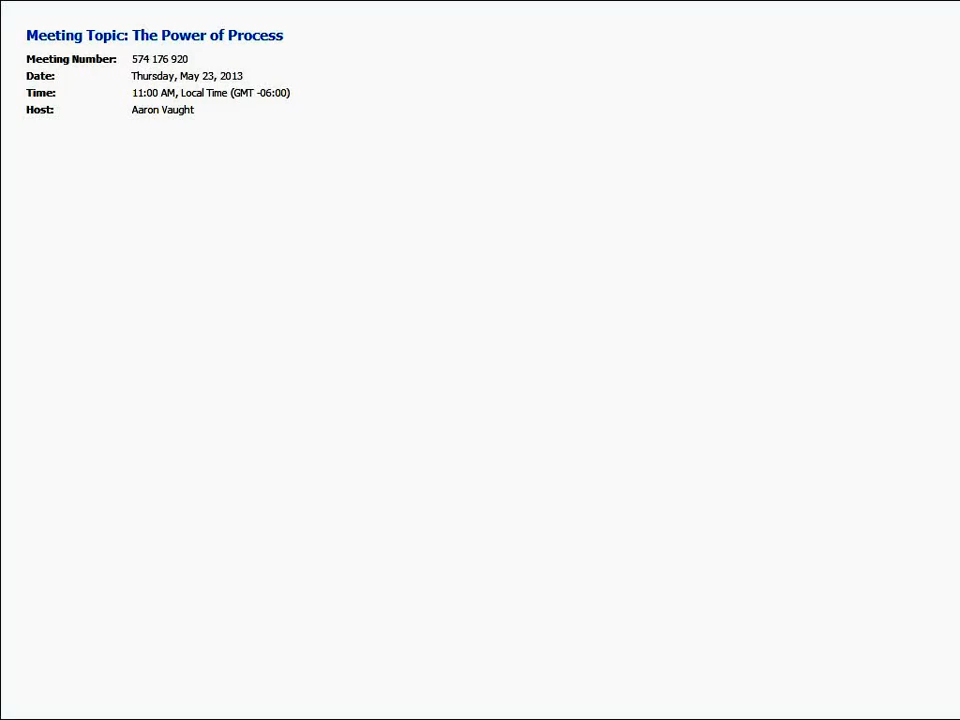 Meeting Topic: The Power of Process
Meeting Number: 574 176 920
Date: Thursday, May 23, 2013
Time: 11:00 AM, Local Time (GMT -06:00)
Host: Aaron Vaught